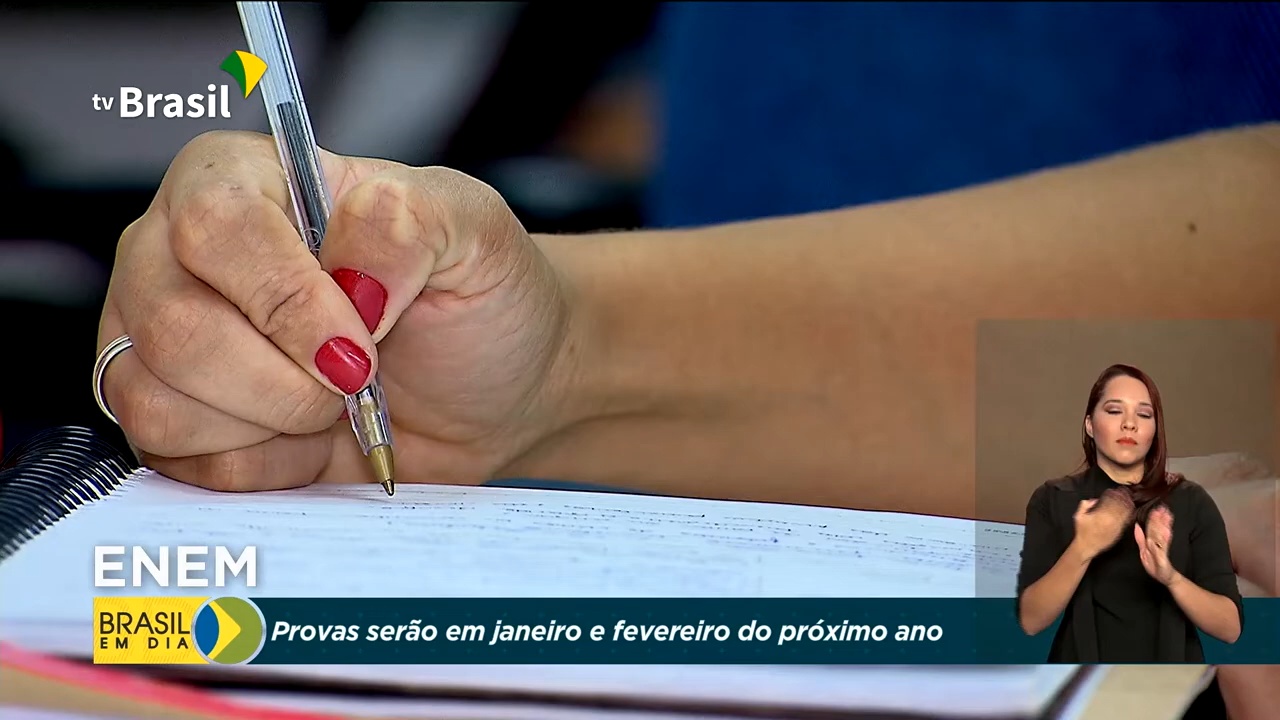 tv Brasil
ENEM
BRASIL
EM DIA
Provas serão em janeiro e fevereiro do próximo ano